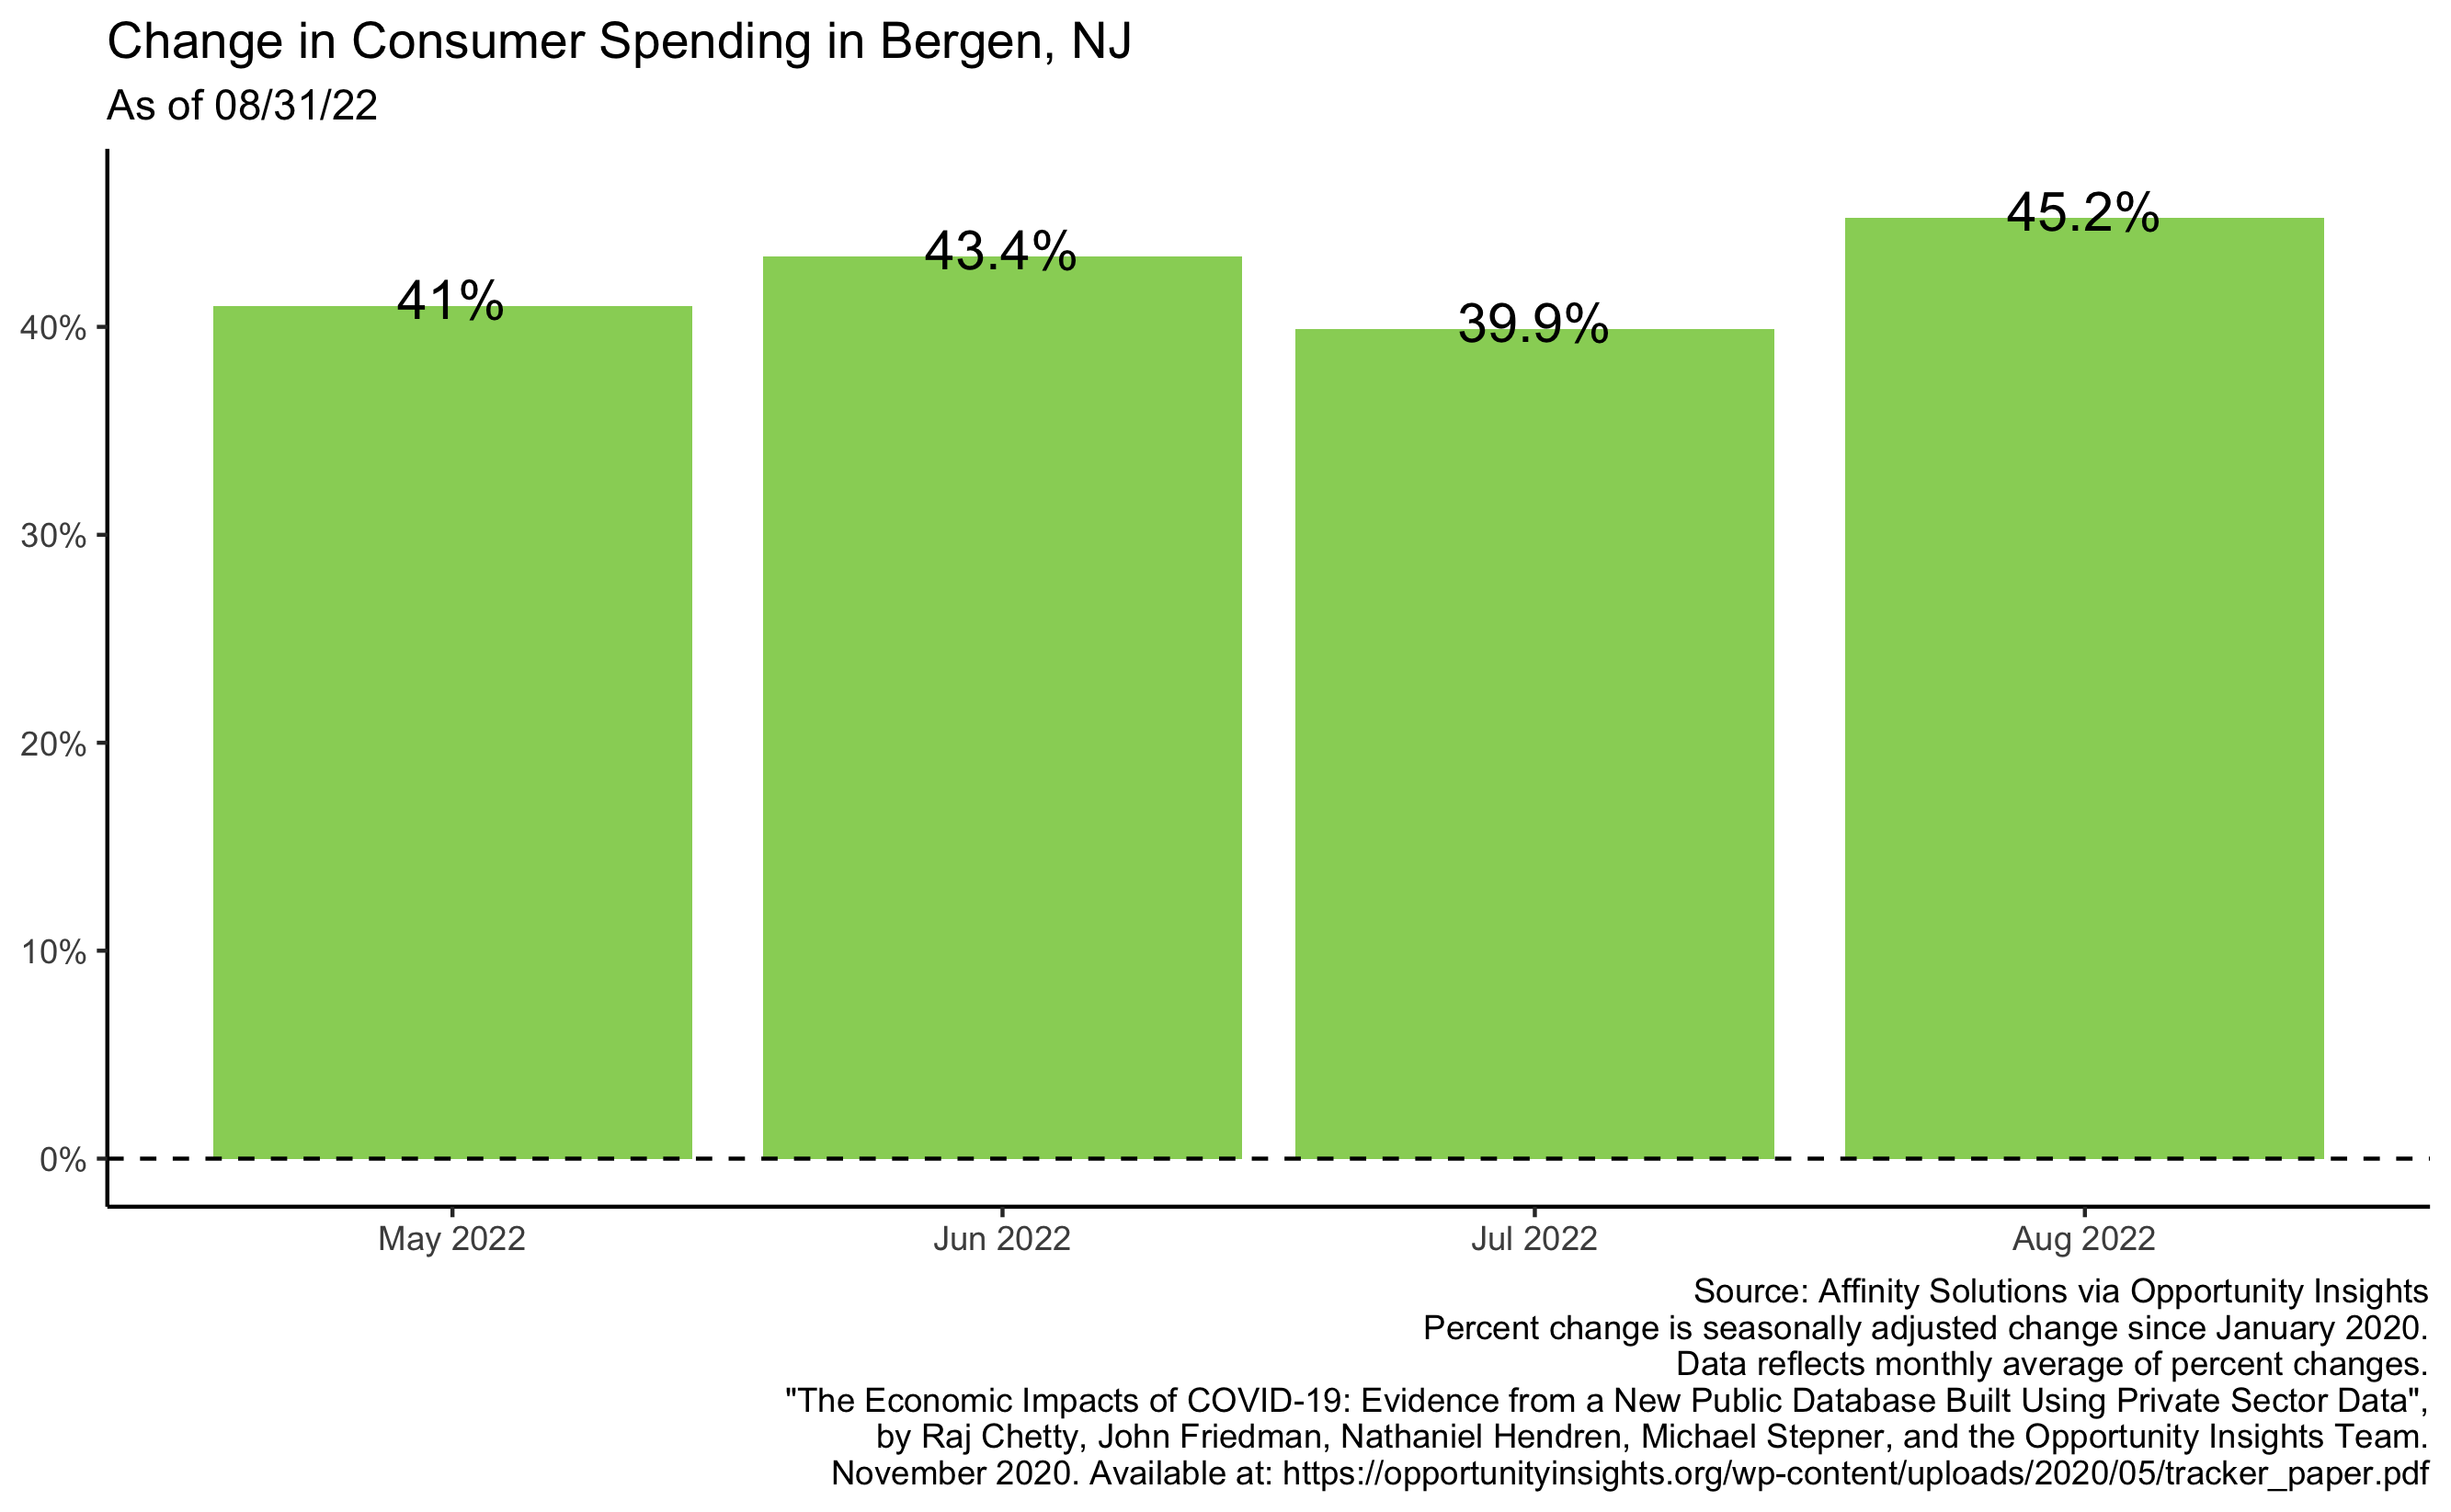 Change in Consumer Spending in Bergen, NJ
As of 08/31/22
41%
43.4%
39.9%
45.2%
40%
30%
20%
10%
0%
May 2022
Jun 2022
Jul 2022
Aug 2022
Source: Affinity Solutions via Opportunity Insights
Percent change is seasonally adjusted change since January 2020.
Data reflects monthly average of percent changes.
"The Economic Impacts of COVID-19: Evidence from a New Public Database Built Using Private Sector Data",
by Raj Chetty, John Friedman, Nathaniel Hendren, Michael Stepner, and the Opportunity Insights Team.
November 2020. Available at: https://opportunityinsights.org/wp-content/uploads/2020/05/tracker_paper.pdf